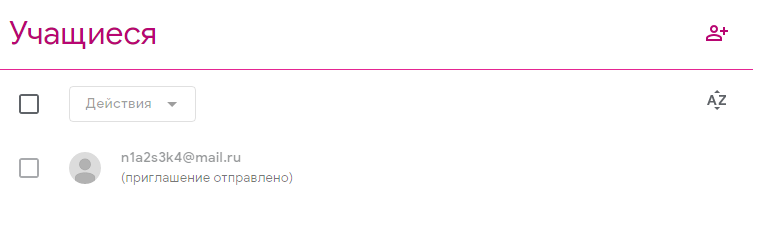 Учащиеся
Действия
AZ
n1a2s3k4@mail.ru
(приглашение отправлено)